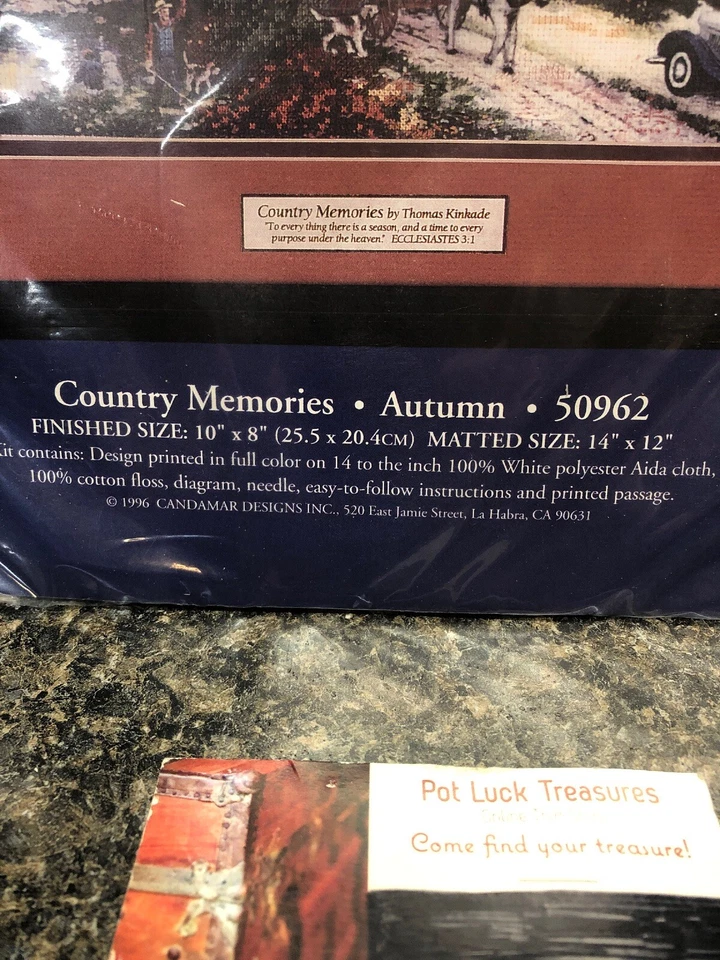 Country Memories by Thomas Kinkade
"To every thing there is a season, and a time to every
purpose under the heaven." ECCLESIASTES 3:1
Country Memories • Autumn • 50962
FINISHED SIZE: 10" x 8" (25.5 x 20.4CM) MATTED SIZE: 14" x 12"
Kit contains: Design printed in full color on 14 to the inch 100% White polyester Aida cloth,
100% cotton floss, diagram, needle, easy-to-follow instructions and printed passage.
© 1996 CANDAMAR DESIGNS INC., 520 East Jamie Street, La Habra, CA 90631
Pot Luck Treasures
Come find your treasure!